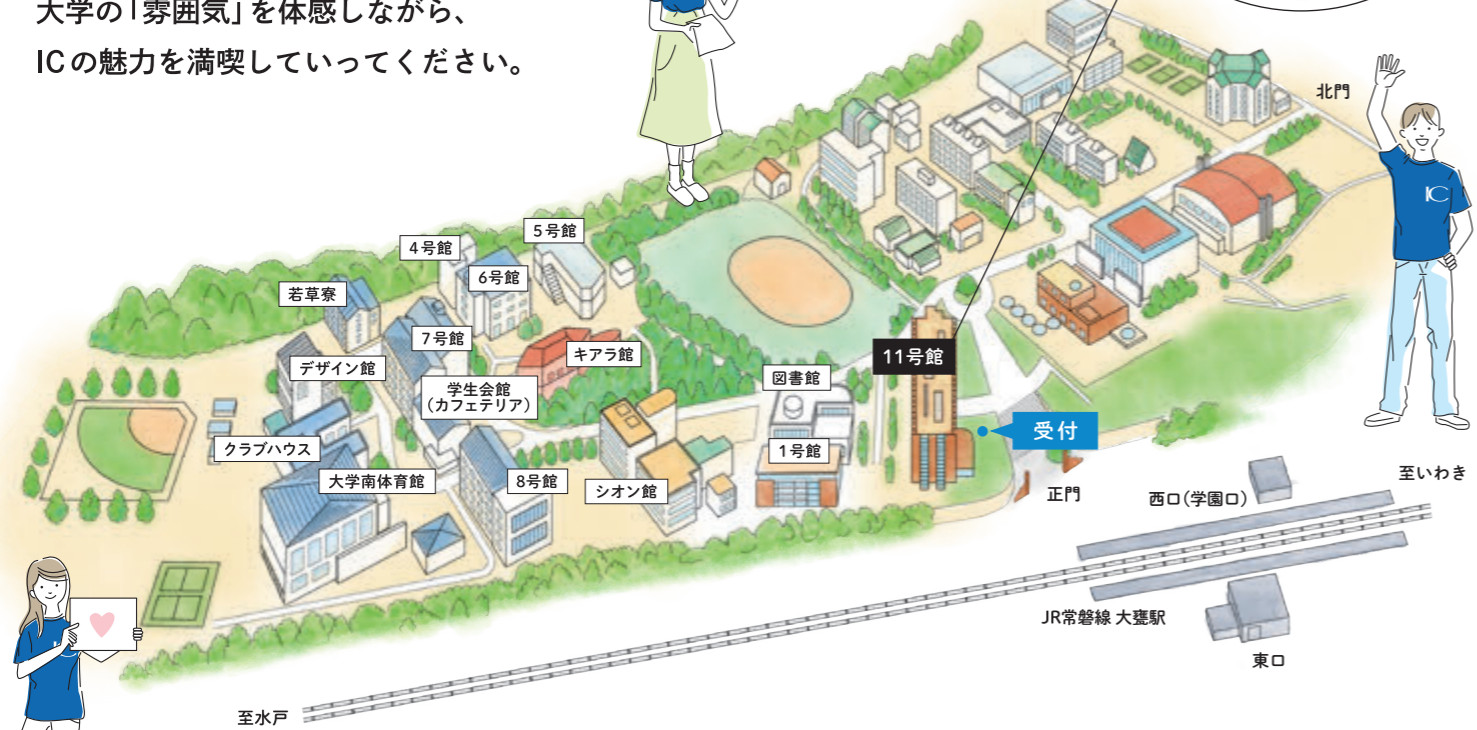 大学の「雰囲気」を体感しながら、
ICの魅力を満喫していってください。
北門
IC
5号館
4号館
6号館
若草寮
7号館
キアラ館
11号館
デザイン館
図書館
学生会館
(カフェテリア)
受付
クラブハウス
1号館
大学南体育館
8号館
シオン館
正門
西口(学園口)
至いわき
JR常磐線 大甕駅
東口
至水戸